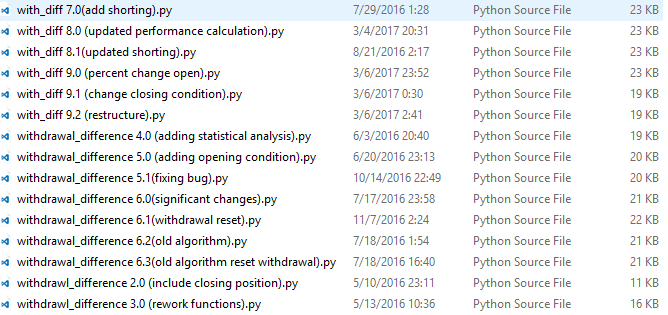 with_diff 7.0(add shorting).py 7/29/2016 1:28 Python Source File 23 KB
with_diff 8.0 (updated performance calculation).py 3/4/2017 20:31 Python Source File 23 KB
with_diff 8.1(updated shorting).py 8/21/2016 2:17 Python Source File 23 KB
with_diff 9.0 (percent change open).py 3/6/2017 23:52 Python Source File 23 KB
with_diff 9.1 (change closing condition).py 3/6/2017 0:30 Python Source File 19 KB
with_diff 9.2 (restructure).py 3/6/2017 2:41 Python Source File 19 KB
withdrawal_difference 4.0 (adding statistical analysis).py 6/3/2016 20:40 Python Source File 19 KB
withdrawal_difference 5.0 (adding opening condition).py 6/20/2016 23:13 Python Source File 20 KB
withdrawal_difference 5.1(fixing bug).py 10/14/2016 22:49 Python Source File 20 KB
withdrawal_difference 6.0(significant changes).py 7/17/2016 23:58 Python Source File 21 KB
withdrawal_difference 6.1(withdrawal reset).py 11/7/2016 2:24 Python Source File 22 KB
withdrawal_difference 6.2(old algorithm).py 7/18/2016 1:54 Python Source File 21 KB
withdrawal_difference 6.3(old algorithm reset withdrawal).py 7/18/2016 16:40 Python Source File 21 KB
withdrawl_difference 2.0 (include closing position).py 5/10/2016 23:11 Python Source File 11 KB
withdrawl_difference 3.0 (rework functions).py 5/13/2016 10:36 Python Source File 16 KB